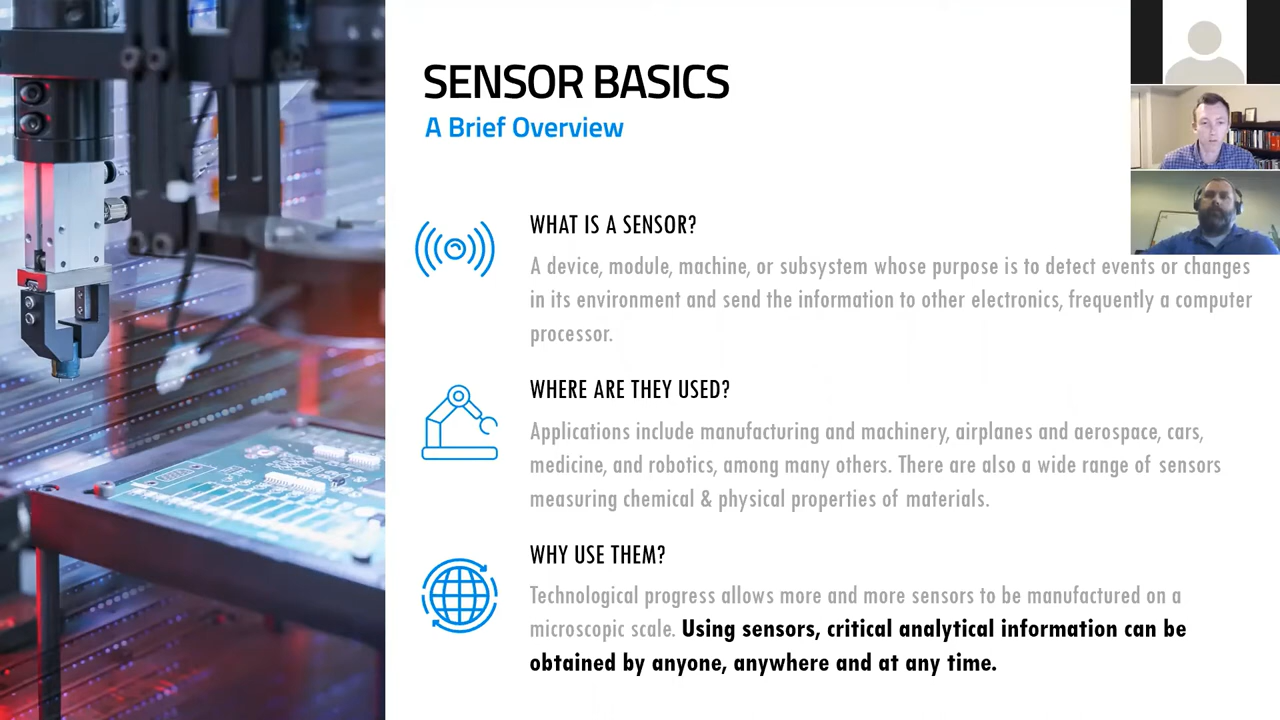 SENSOR BASICS
A Brief Overview
WHAT IS A SENSOR?
A device, module, machine, or subsystem whose purpose is to detect events or changes
in its environment and send the information to other electronics, frequently a computer
processor.
WHERE ARE THEY USED?
Applications include manufacturing and machinery, airplanes and aerospace, cars,
medicine, and robotics, among many others. There are also a wide range of sensors
measuring chemical & physical properties of materials.
WHY USE THEM?
Technological progress allows more and more sensors to be manufactured on a
microscopic scale. Using sensors, critical analytical information can be
obtained by anyone, anywhere and at any time.